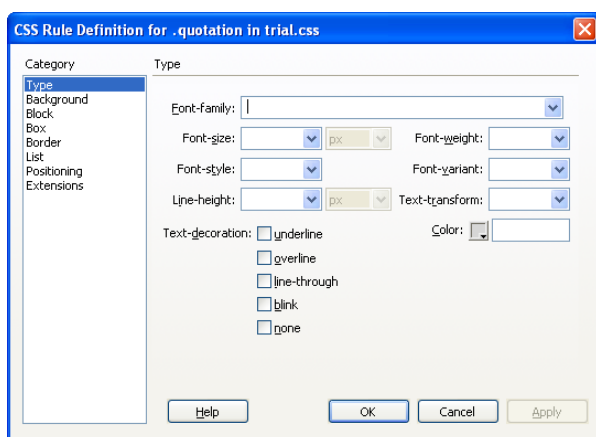 CSS Rule Definition for .quotation in trial.css
Category
Type
Type
Background
Block
Box
Border
List
Positioning
Extensions
Font-family:
Font-size: px Font-weight:
Font-style: Font-variant:
Line-height: px Text-transform:
Text-decoration: underline Color:
overline
line-through
blink
none
Help OK Cancel Apply